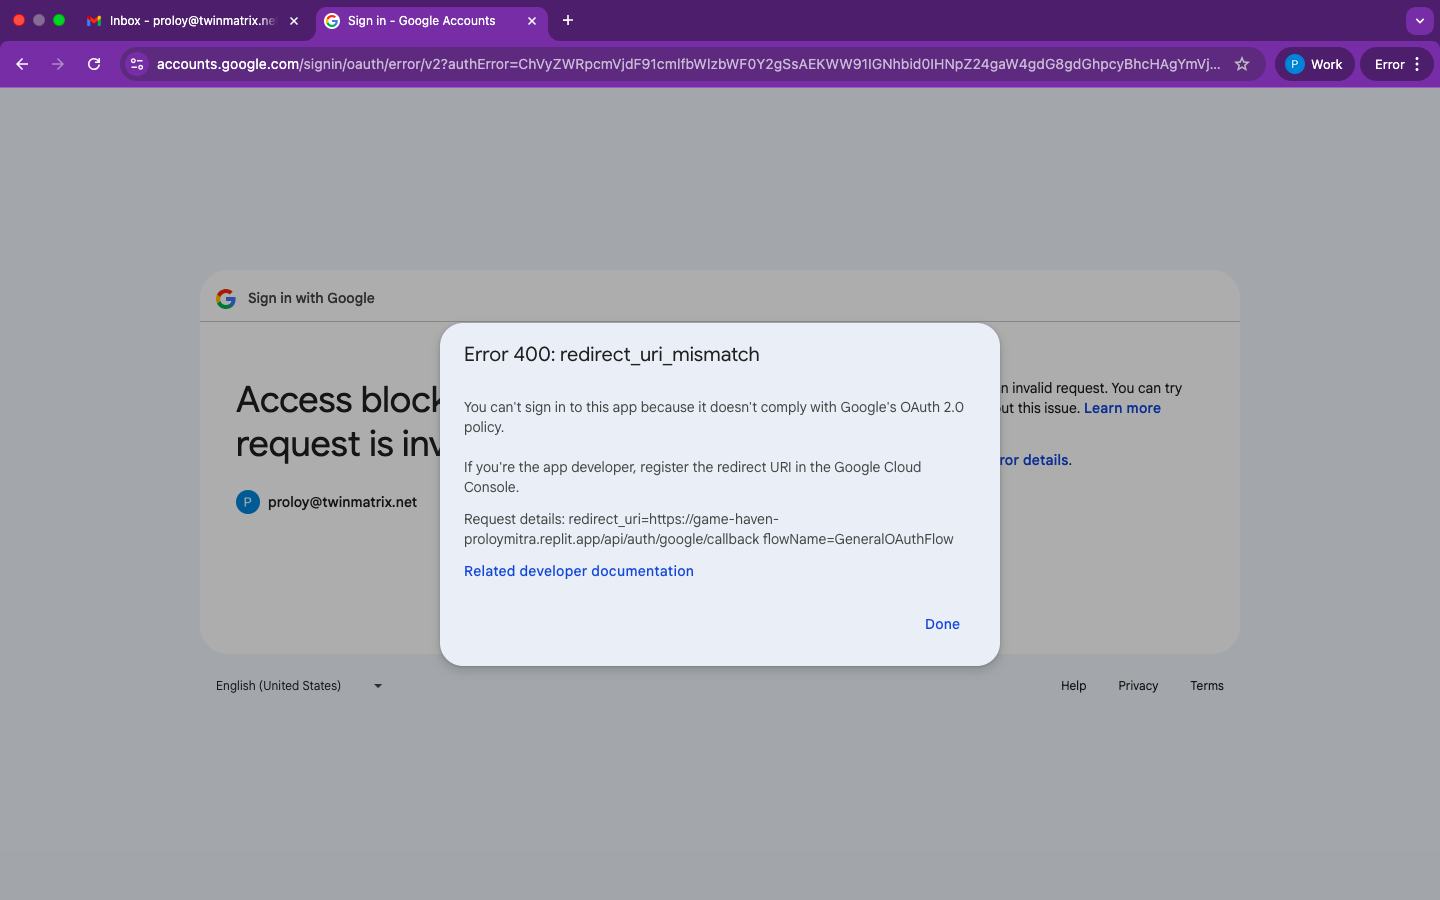 Inbox - proloy@twinmatrix.ne
Sign in - Google Accounts
accounts.google.com/signin/oauth/error/v2?authError=ChVyZWRpcmVjdF91cmlfbWlzbWF0Y2gSsAEKWW91IGNhbid0IHNpZ24gaW4gdG8gdGhpcyBhcHAgYmVj...
P Work
Error
Sign in with Google
Access block
request is inv
P proloy@twinmatrix.net
n invalid request. You can try
out this issue. Learn more
ror details.
Error 400: redirect_uri_mismatch
You can't sign in to this app because it doesn't comply with Google's OAuth 2.0
policy.
If you're the app developer, register the redirect URI in the Google Cloud
Console.
Request details: redirect_uri=https://game-haven-
proloymitra.replit.app/api/auth/google/callback flowName=GeneralOAuthFlow
Related developer documentation
Done
English (United States)
Help Privacy Terms